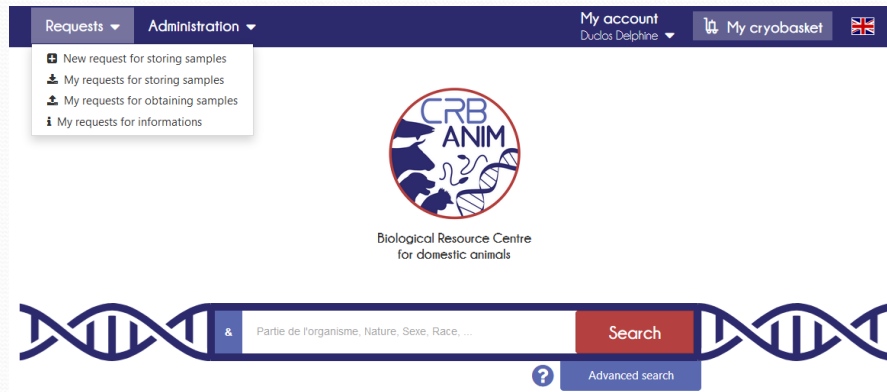 Requests
Administration
My account
Duclos Delphine
My cryobasket
New request for storing samples
My requests for storing samples
My requests for obtaining samples
My requests for informations
CRB
ANIM
Biological Resource Centre
for domestic animals
&
Partie de l'organisme, Nature, Sexe, Race, ...
Search
?
Advanced search